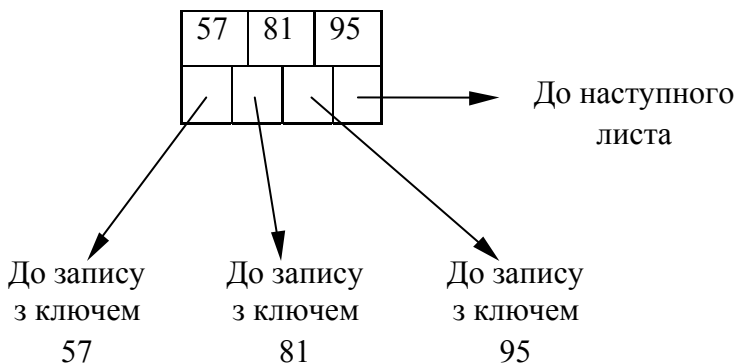 57 81 95
До наступного
листа
До запису До запису До запису
з ключем з ключем з ключем
57 81 95